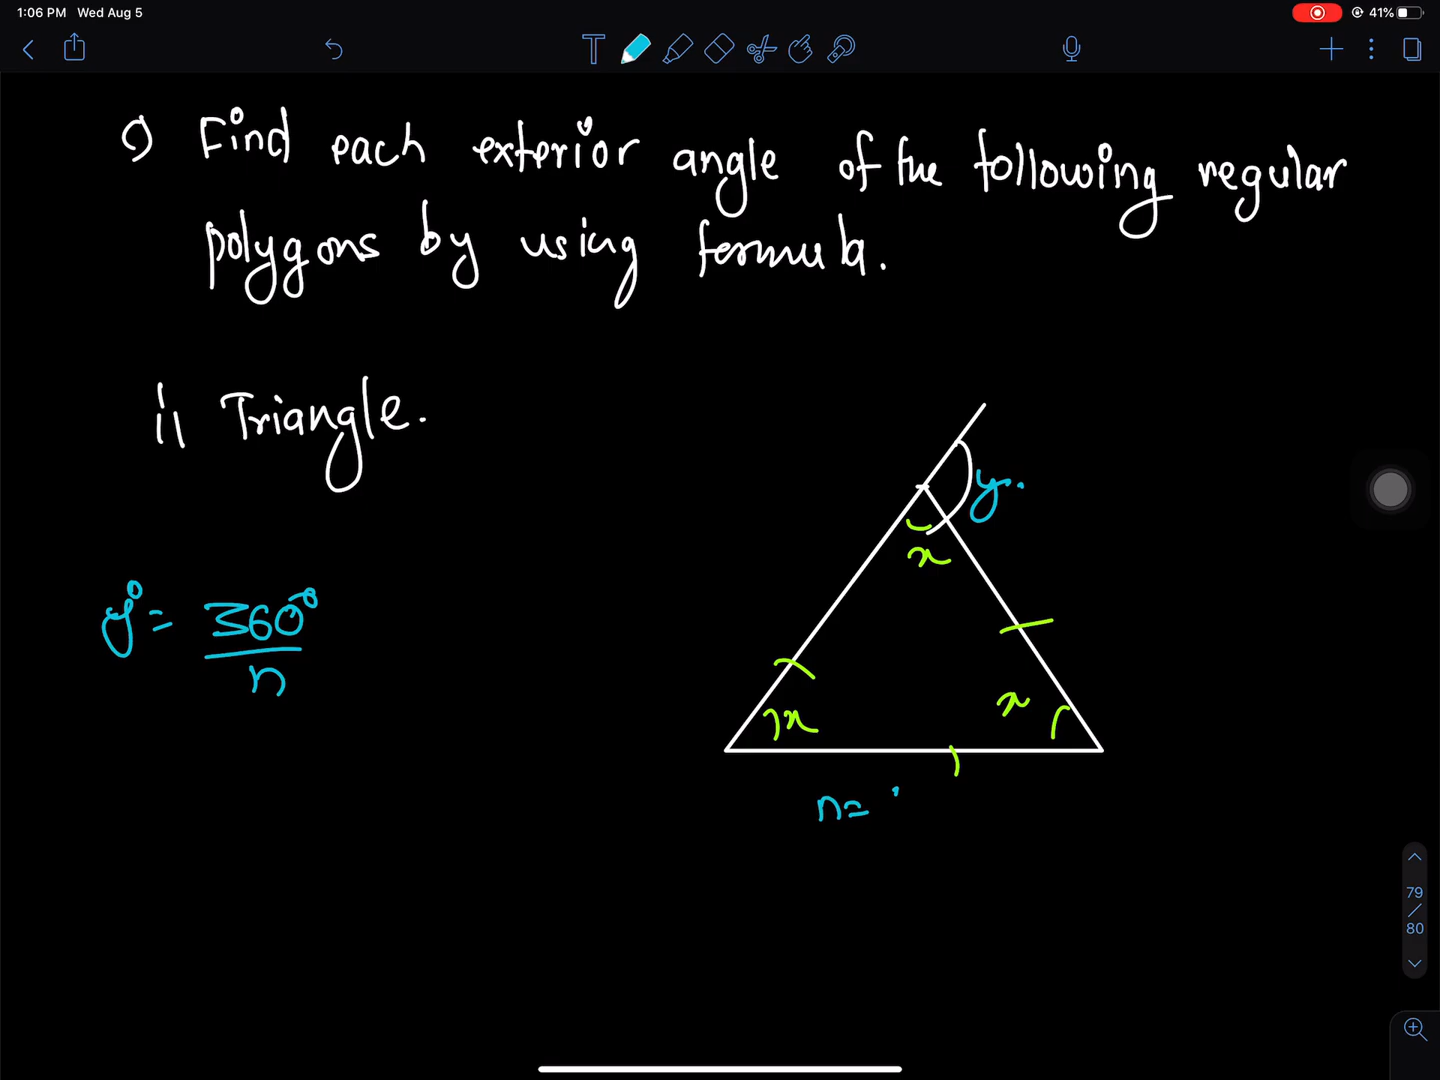 1:06 PM Wed Aug 5
41%
Find each exterior angle of the following regular
polygons by using formula.
Triangle.
y
x
y° = 360°
n
x
x
n=
79
80